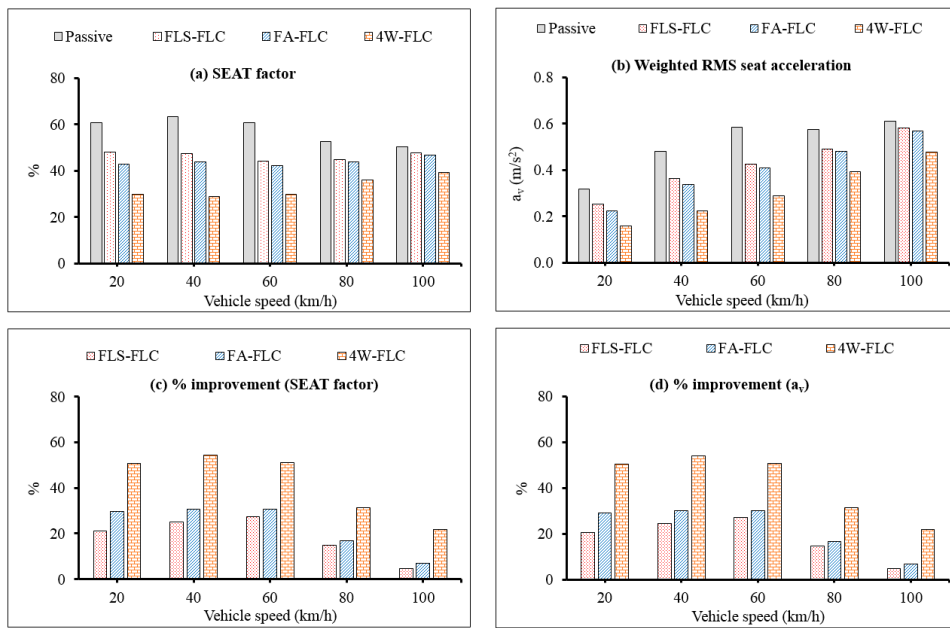 Passive FLS-FLC FA-FLC 4W-FLC
(a) SEAT factor
80
60
40
20
0
%
20 40 60 80 100
Vehicle speed (km/h)
Passive FLS-FLC FA-FLC 4W-FLC
(b) Weighted RMS seat acceleration
0.8
0.6
0.4
0.2
0.0
av (m/s²)
20 40 60 80 100
Vehicle speed (km/h)
FLS-FLC FA-FLC 4W-FLC
(c) % improvement (SEAT factor)
80
60
40
20
0
%
20 40 60 80 100
Vehicle speed (km/h)
FLS-FLC FA-FLC 4W-FLC
(d) % improvement (av)
80
60
40
20
0
%
20 40 60 80 100
Vehicle speed (km/h)